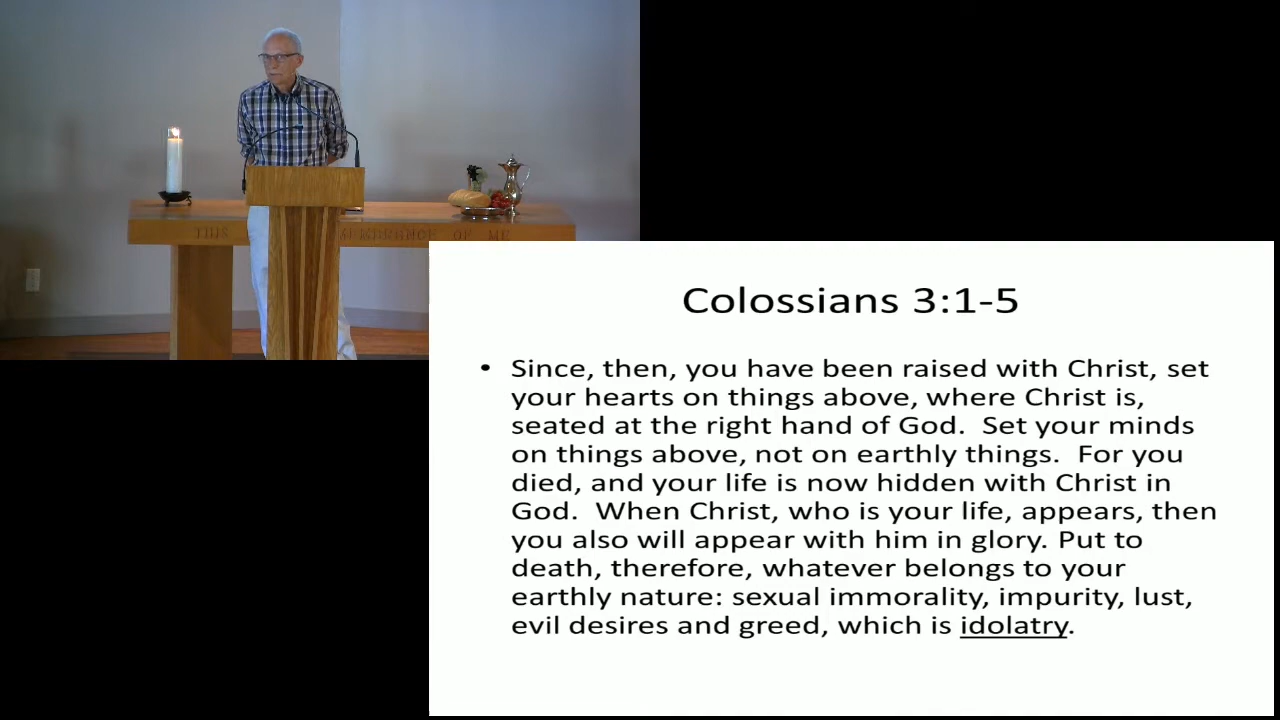 THIS
REMEMBRANCE OF ME
Colossians 3:1-5
• Since, then, you have been raised with Christ, set
your hearts on things above, where Christ is,
seated at the right hand of God.  Set your minds
on things above, not on earthly things.  For you
died, and your life is now hidden with Christ in
God.  When Christ, who is your life, appears, then
you also will appear with him in glory. Put to
death, therefore, whatever belongs to your
earthly nature: sexual immorality, impurity, lust,
evil desires and greed, which is idolatry.